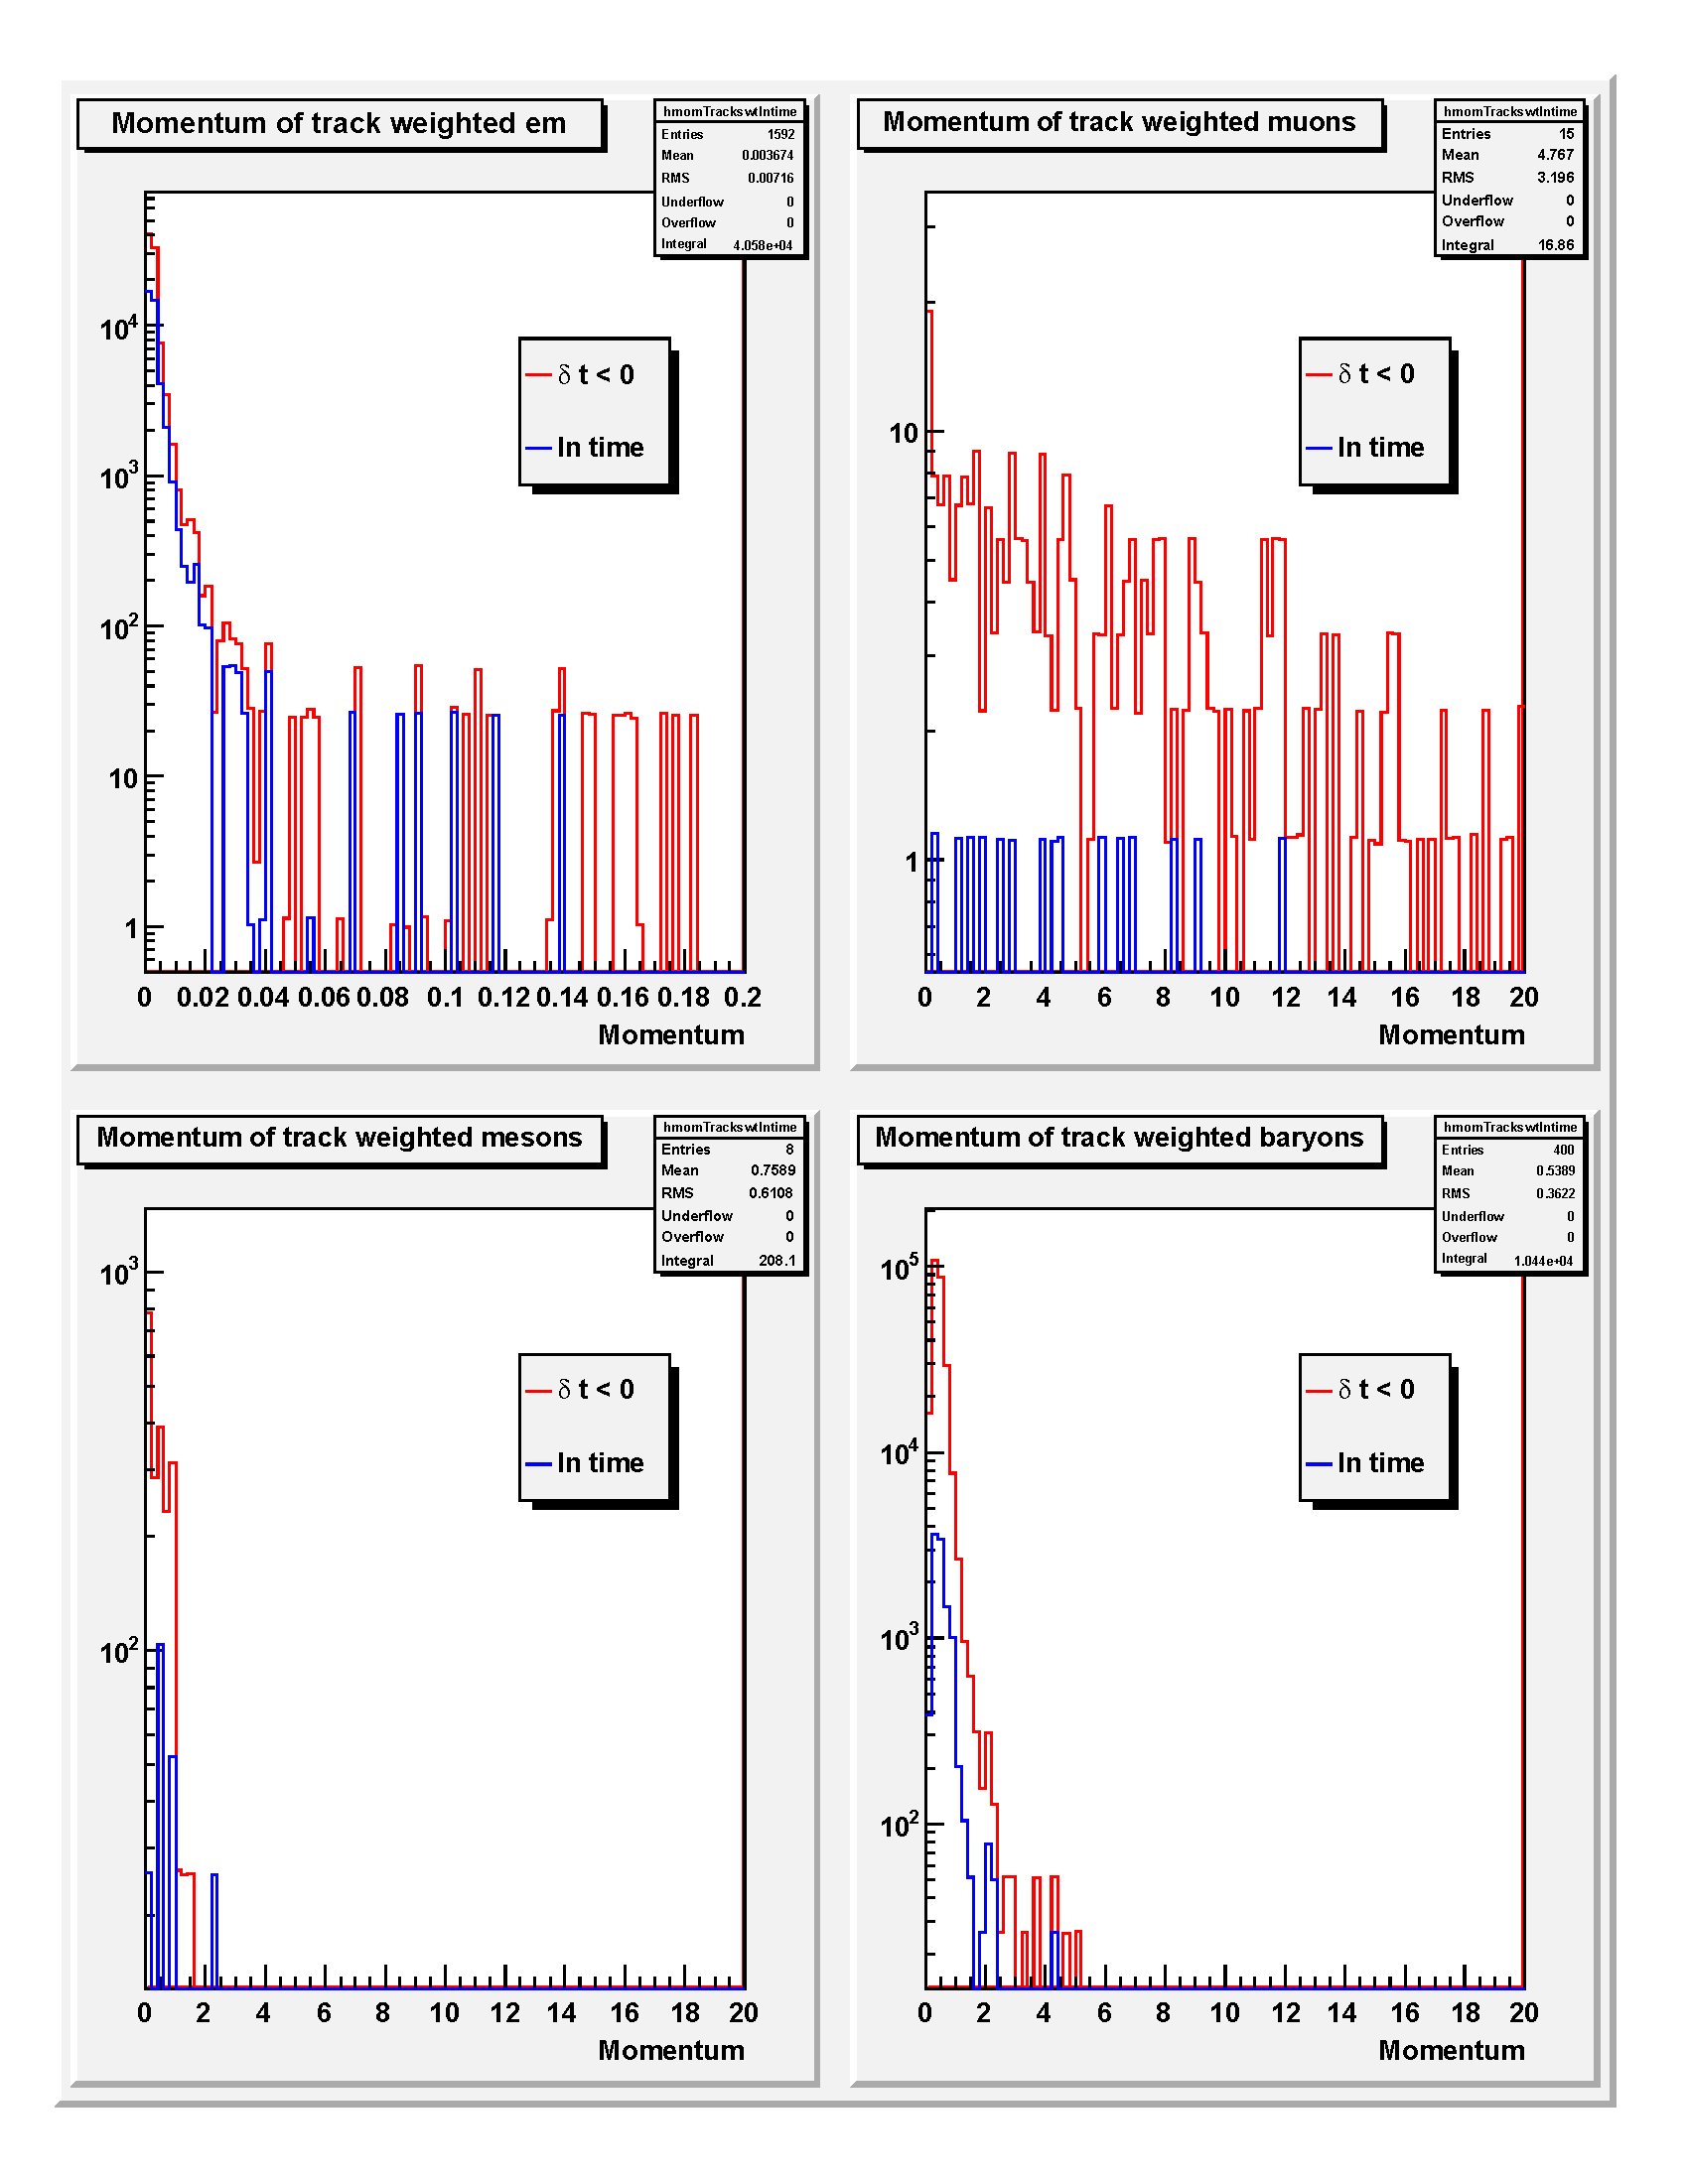 Momentum of track weighted em
hmomTrackswtIntime
Entries 1592
Mean 0.003674
RMS 0.00716
Underflow 0
Overflow 0
Integral 4.058e+04
δ t < 0
In time
10^4
10^3
10^2
10
1
0 0.02 0.04 0.06 0.08 0.1 0.12 0.14 0.16 0.18 0.2
Momentum
Momentum of track weighted muons
hmomTrackswtIntime
Entries 15
Mean 4.767
RMS 3.196
Underflow 0
Overflow 0
Integral 16.86
δ t < 0
In time
10
1
0 2 4 6 8 10 12 14 16 18 20
Momentum
Momentum of track weighted mesons
hmomTrackswtIntime
Entries 8
Mean 0.7589
RMS 0.6108
Underflow 0
Overflow 0
Integral 208.1
δ t < 0
In time
10^3
10^2
0 2 4 6 8 10 12 14 16 18 20
Momentum
Momentum of track weighted baryons
hmomTrackswtIntime
Entries 400
Mean 0.5389
RMS 0.3622
Underflow 0
Overflow 0
Integral 1.044e+04
δ t < 0
In time
10^5
10^4
10^3
10^2
0 2 4 6 8 10 12 14 16 18 20
Momentum